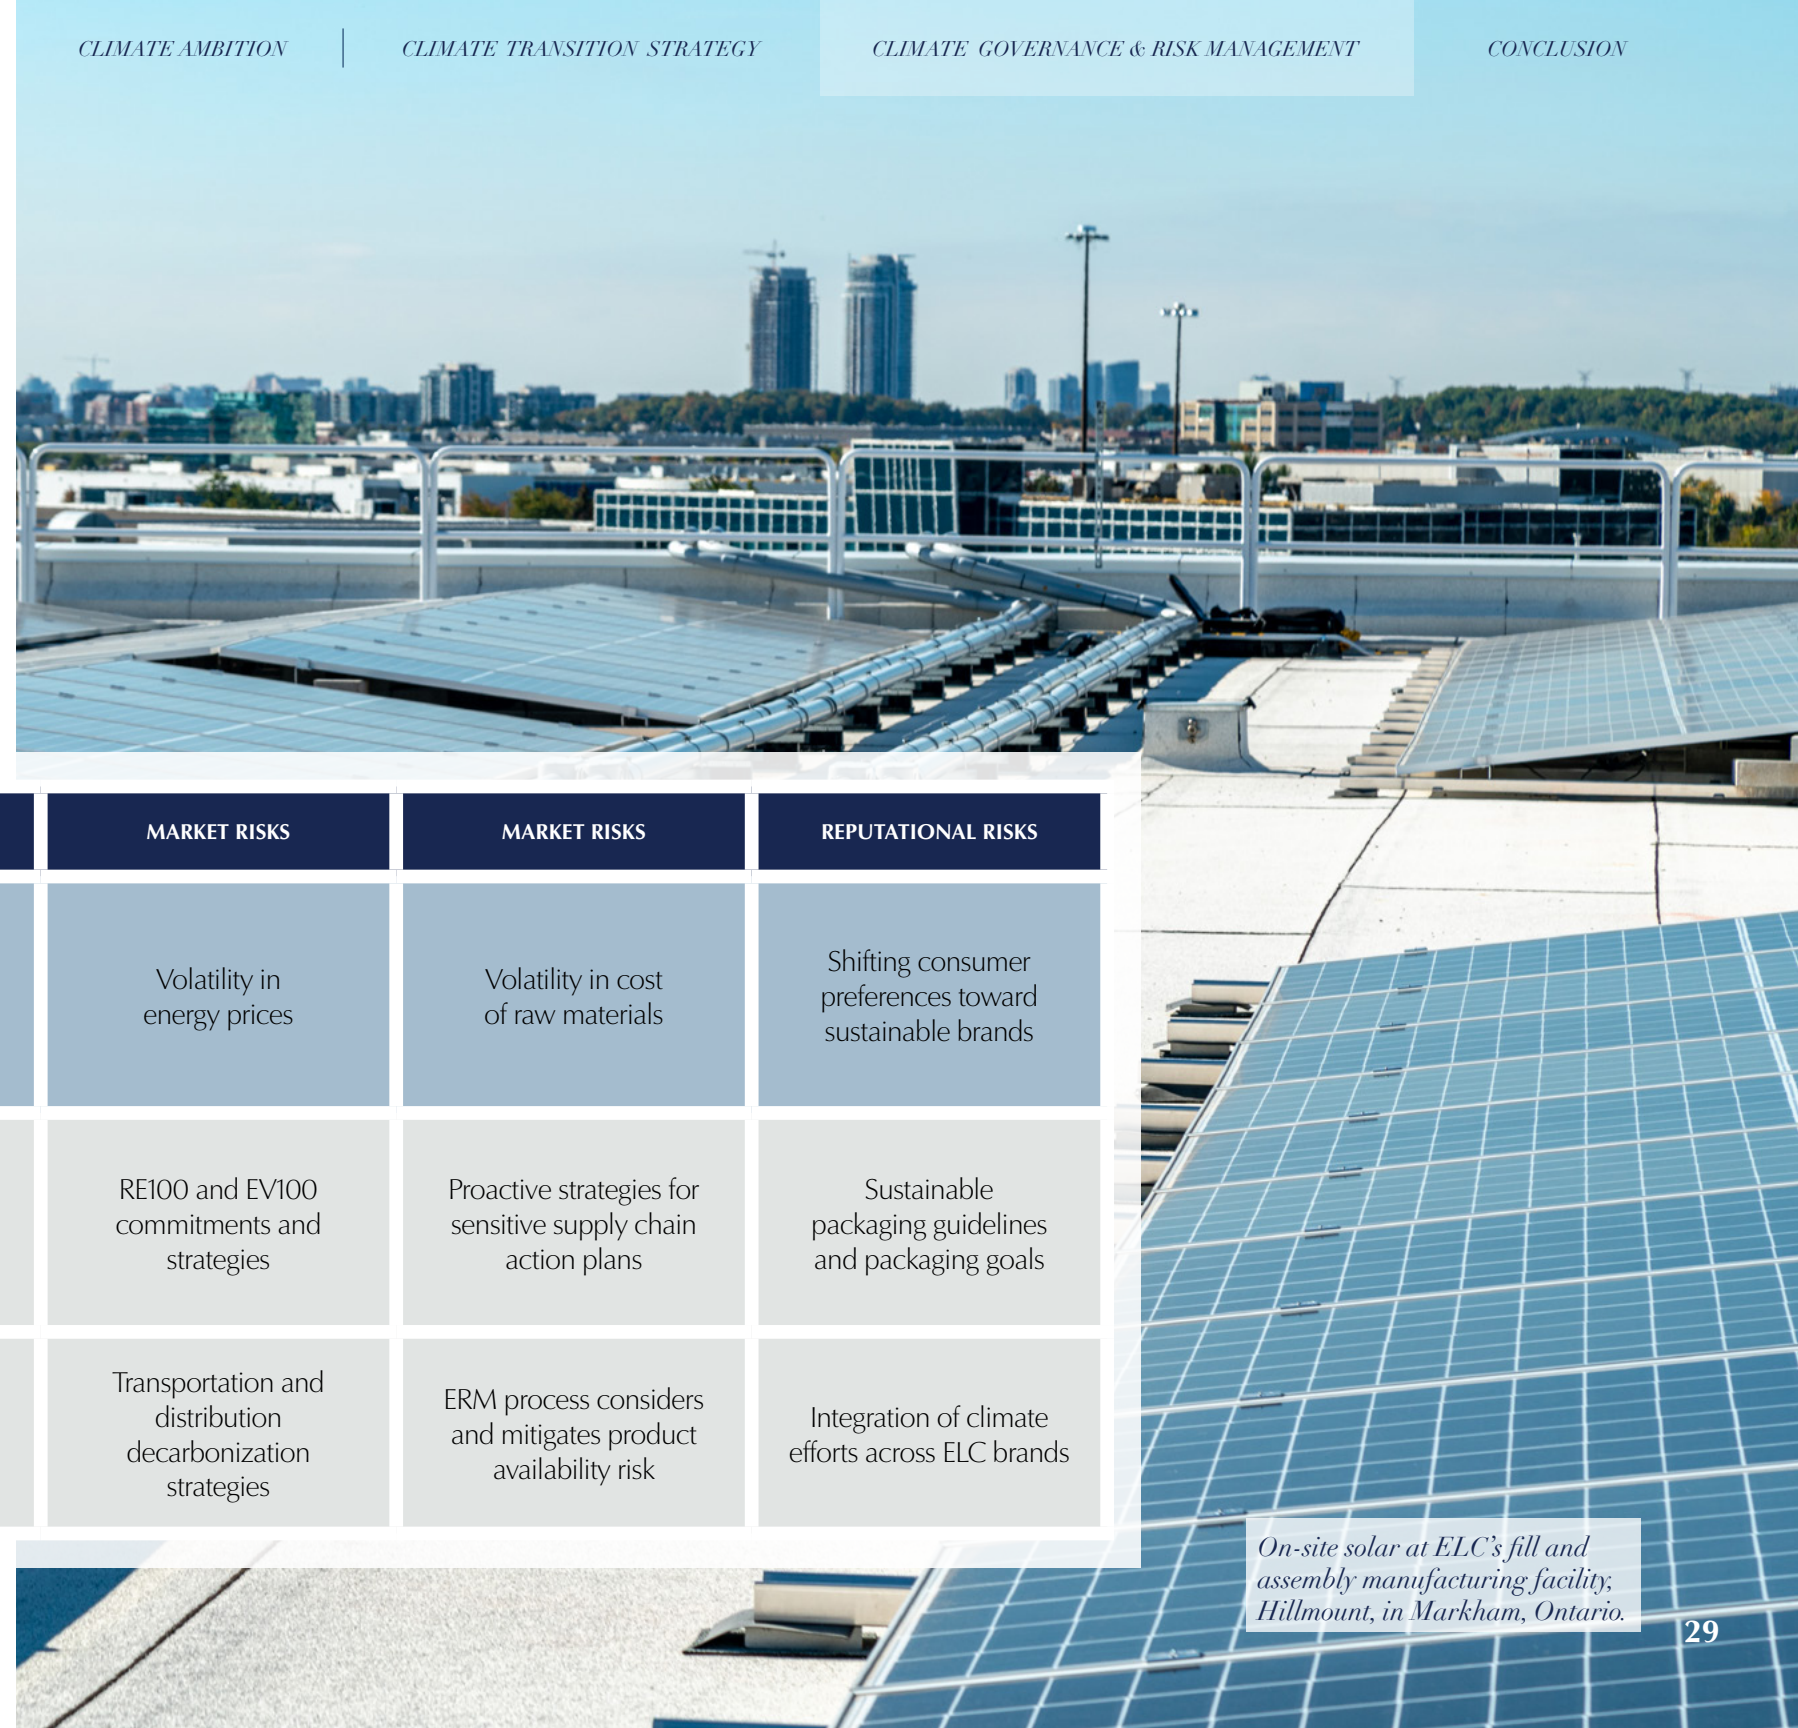 CLIMATE AMBITION
CLIMATE TRANSITION STRATEGY
CLIMATE GOVERNANCE & RISK MANAGEMENT
CONCLUSION
MARKET RISKS
MARKET RISKS
REPUTATIONAL RISKS
Volatility in
energy prices
Volatility in cost
of raw materials
Shifting consumer
preferences toward
sustainable brands
RE100 and EV100
commitments and
strategies
Proactive strategies for
sensitive supply chain
action plans
Sustainable
packaging guidelines
and packaging goals
Transportation and
distribution
decarbonization
strategies
ERM process considers
and mitigates product
availability risk
Integration of climate
efforts across ELC brands
On-site solar at ELC's fill and
assembly manufacturing facility,
Hillmount, in Markham, Ontario.
29